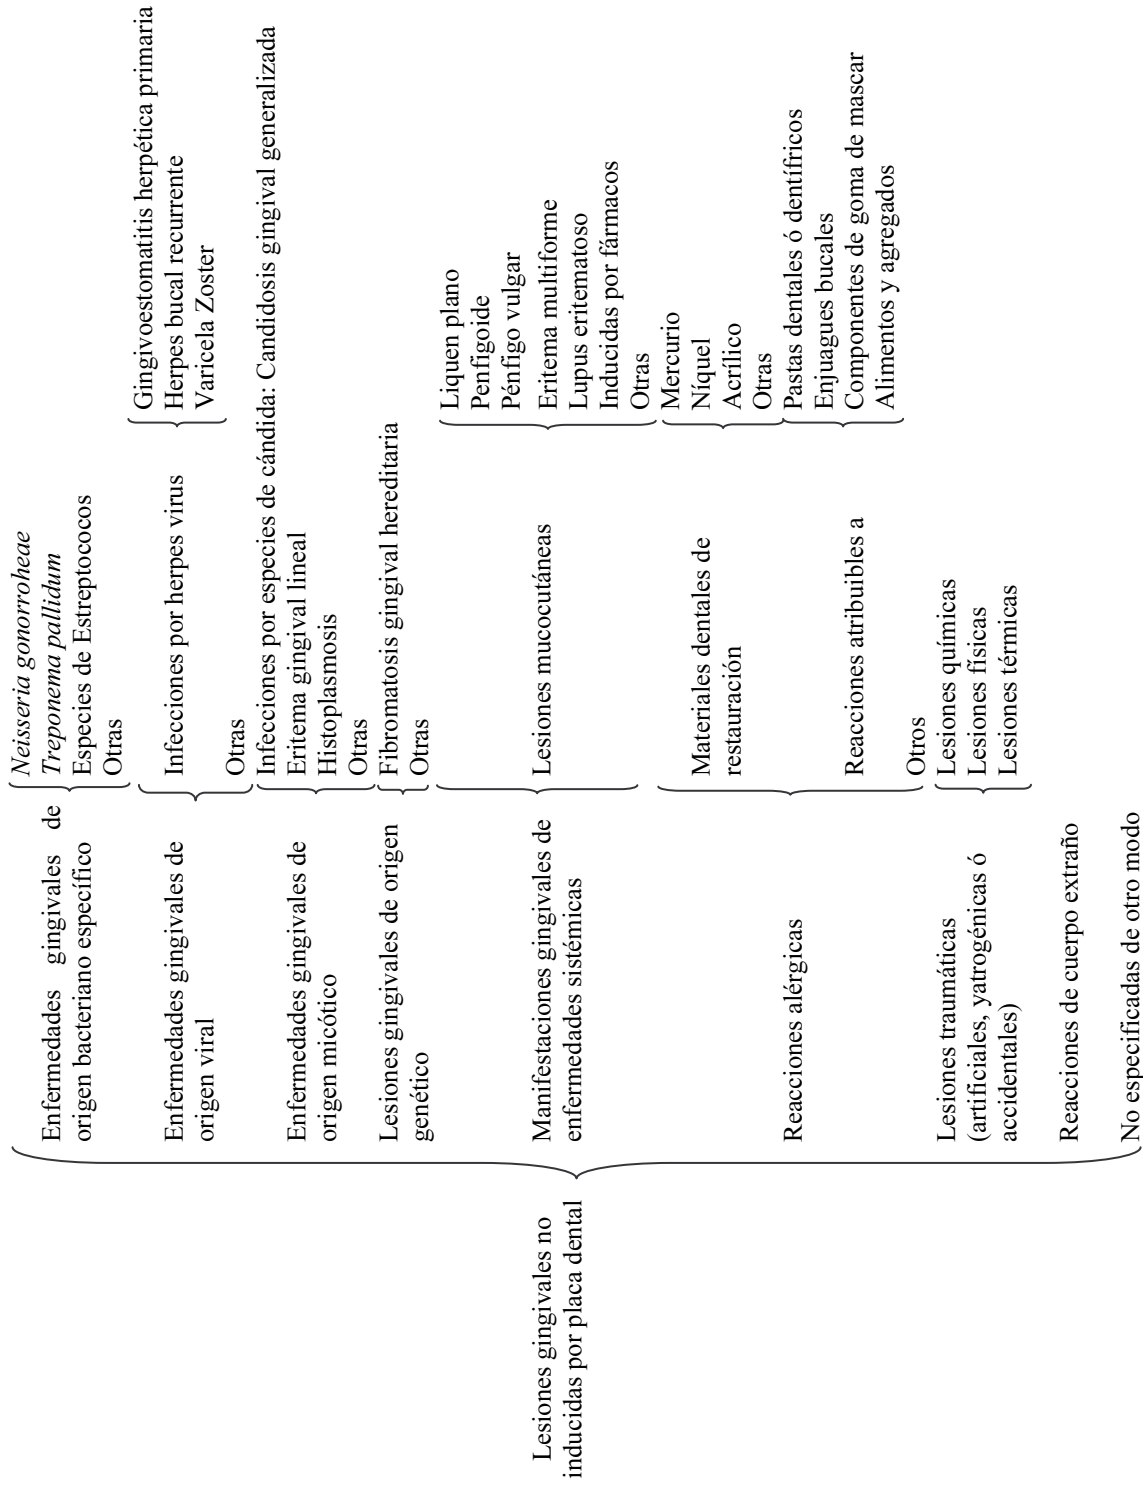 Lesiones gingivales no
inducidas por placa dental
Enfermedades gingivales de
origen bacteriano específico
Neisseria gonorroheae
Treponema pallidum
Especies de Estreptococos
Otras
Enfermedades gingivales de
origen viral
Infecciones por herpes virus
Gingivoestomatitis herpética primaria
Herpes bucal recurrente
Varicela Zoster
Otras
Enfermedades gingivales de
origen micótico
Infecciones por especies de cándida: Candidosis gingival generalizada
Eritema gingival lineal
Histoplasmosis
Otras
Lesiones gingivales de origen
genético
Fibromatosis gingival hereditaria
Otras
Manifestaciones gingivales de
enfermedades sistémicas
Lesiones mucocutáneas
Liquen plano
Penfigoide
Pénfigo vulgar
Eritema multiforme
Lupus eritematoso
Inducidas por fármacos
Otras
Reacciones alérgicas
Materiales dentales de
restauración
Mercurio
Níquel
Acrílico
Otras
Reacciones atribuibles a
Pastas dentales ó dentífricos
Enjuagues bucales
Componentes de goma de mascar
Alimentos y agregados
Otros
Lesiones traumáticas
(artificiales, yatrogénicas ó
accidentales)
Lesiones químicas
Lesiones físicas
Lesiones térmicas
Reacciones de cuerpo extraño
No especificadas de otro modo